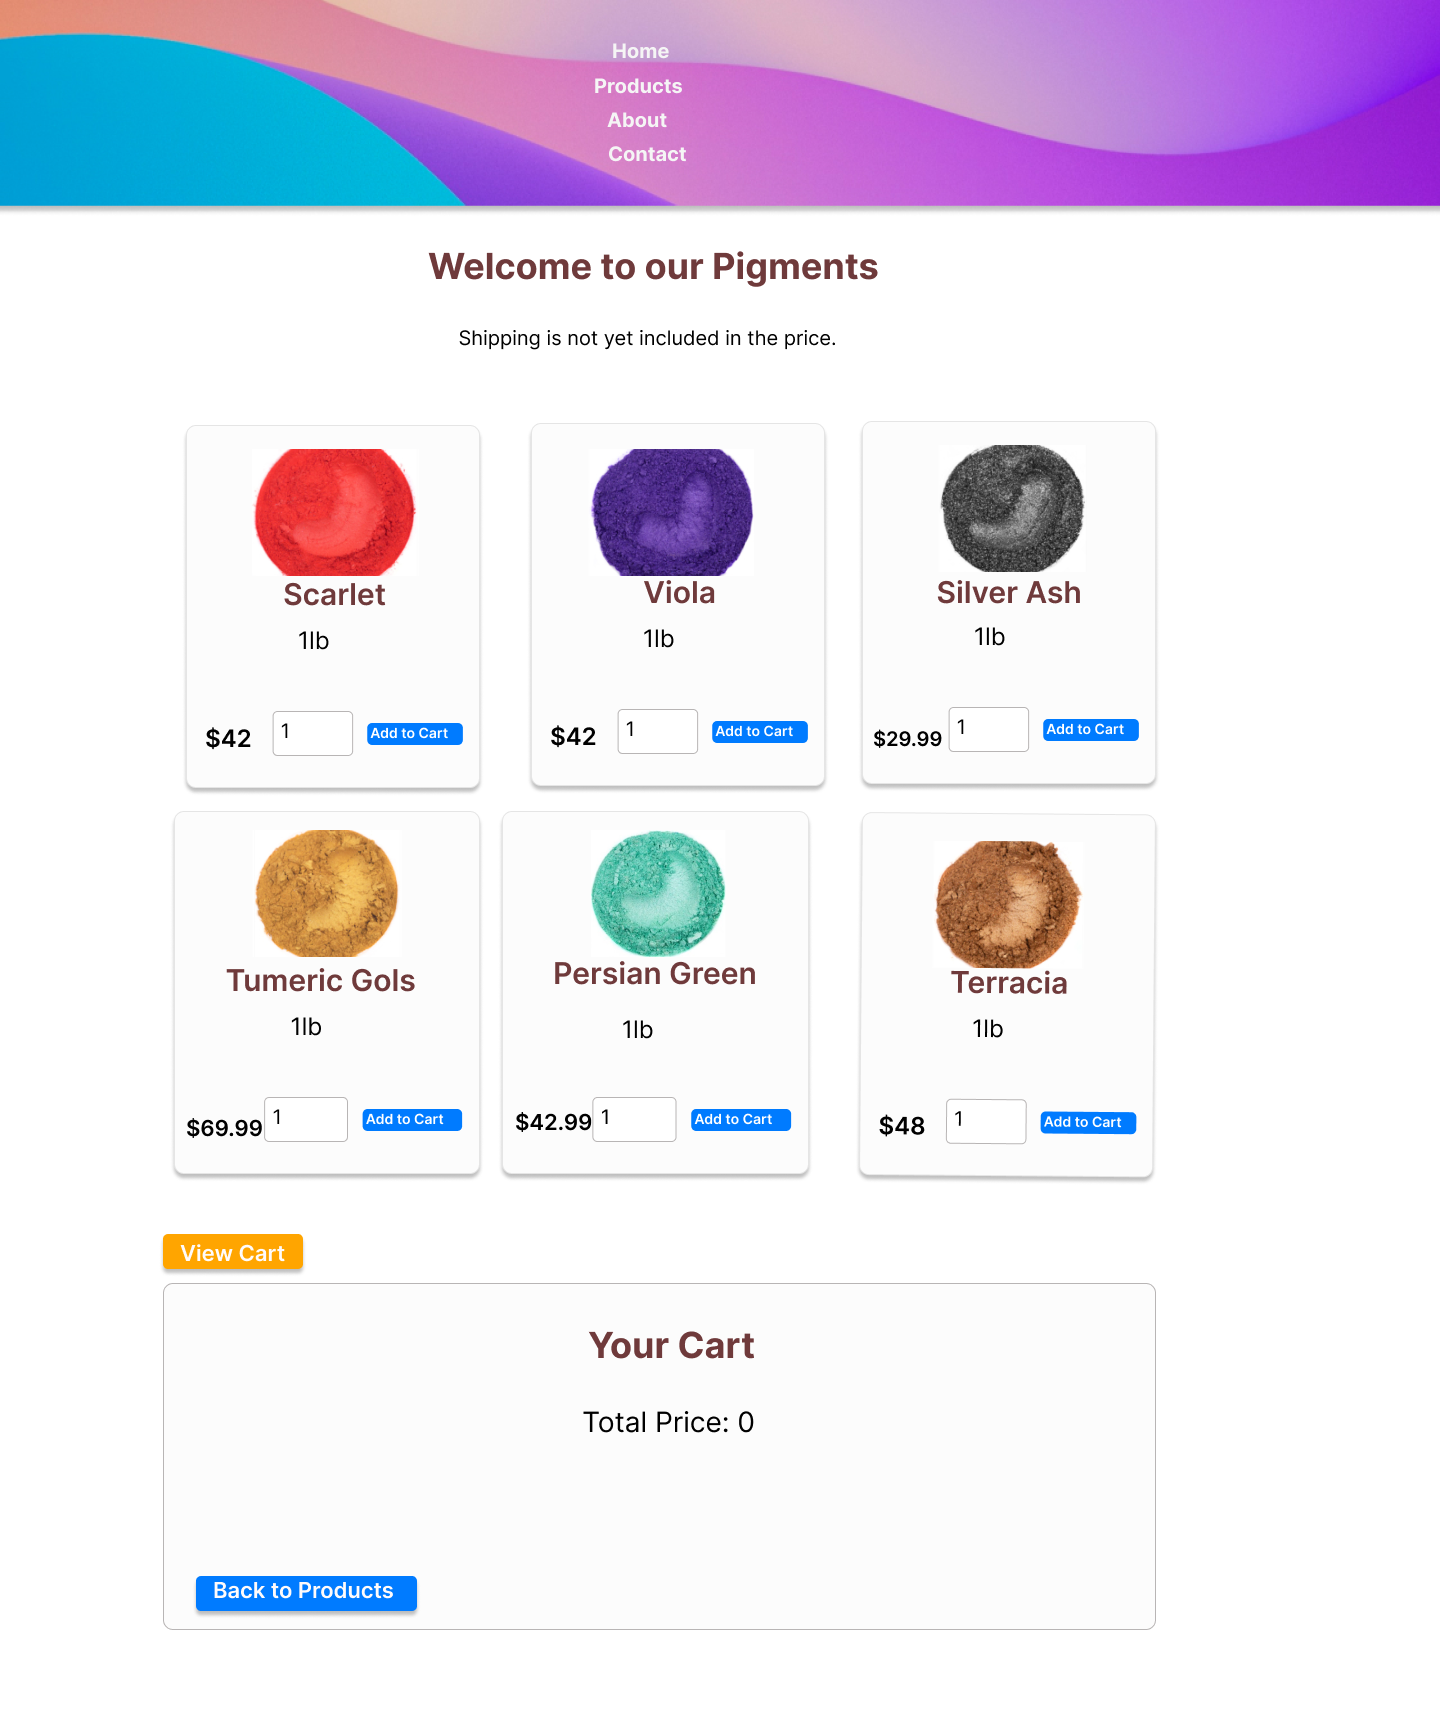 Home
Products
About
Contact
Welcome to our Pigments
Shipping is not yet included in the price.
Scarlet
1lb
$42
1
Add to Cart
Viola
1lb
$42
1
Add to Cart
Silver Ash
1lb
$29.99
1
Add to Cart
Tumeric Gols
1lb
$69.99
1
Add to Cart
Persian Green
1lb
$42.99
1
Add to Cart
Terracia
1lb
$48
1
Add to Cart
View Cart
Your Cart
Total Price: 0
Back to Products